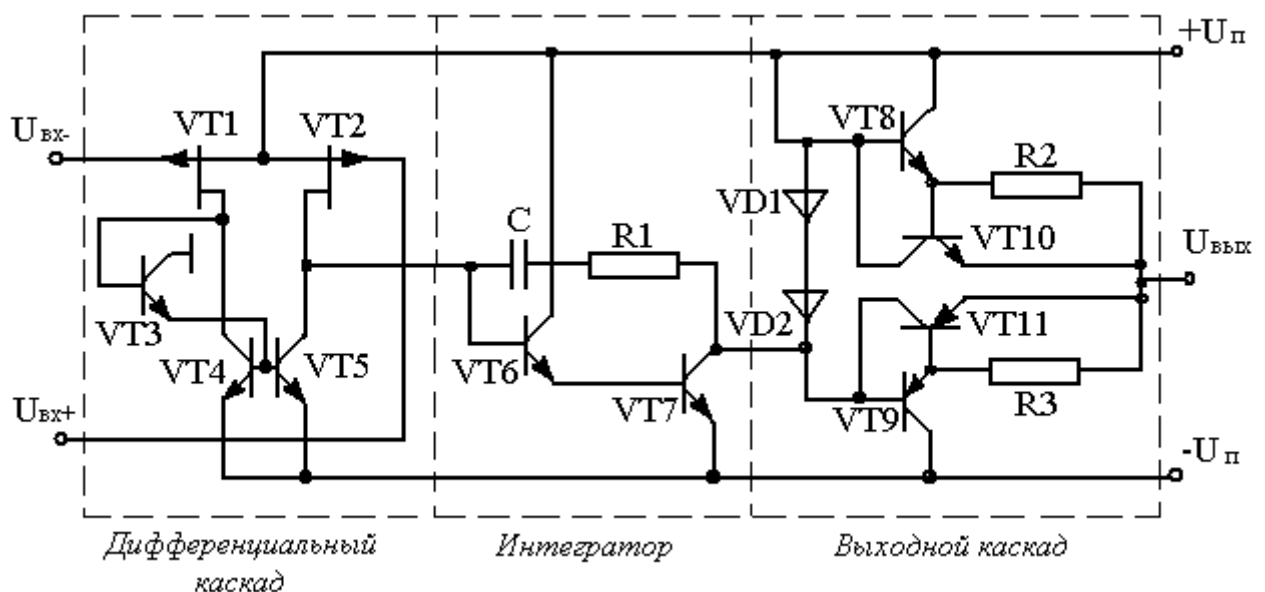 +Uп
Uвх-
VT1
VT2
VT8
R2
VD1
C
R1
VT10
Uвых
VT3
VD2
VT11
VT4
VT5
VT6
VT7
VT9
R3
Uвх+
-Uп
Дифференциальный
каскад
Интегратор
Выходной каскад